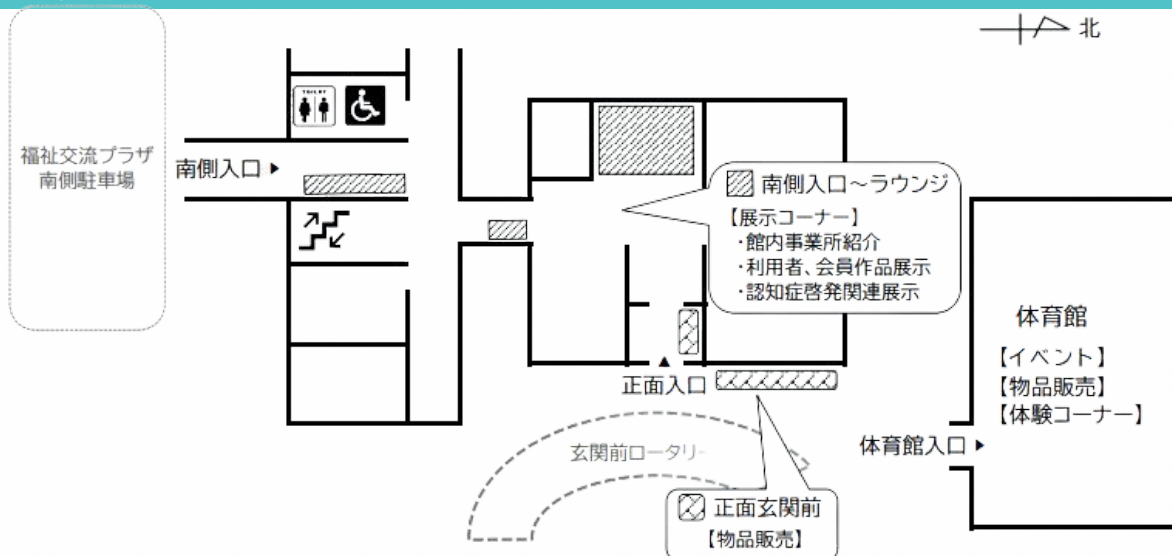 北
TOILET
福祉交流プラザ
南側駐車場
南側入口
南側入口～ラウンジ
【展示コーナー】
・館内事業所紹介
・利用者、会員作品展示
・認知症啓発関連展示
体育館
【イベント】
【物品販売】
【体験コーナー】
正面入口
体育館入口
玄関前ロータリー
正面玄関前
【物品販売】